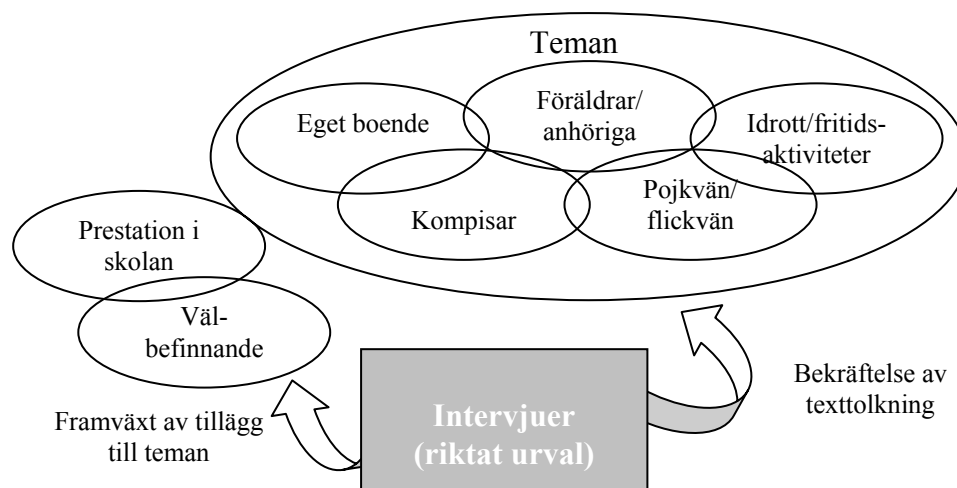 Teman
Eget boende
Föräldrar/
anhöriga
Idrott/fritids-
aktiviteter
Kompisar
Pojkvän/
flickvän
Prestation i
skolan
Väl-
befinnande
Intervjuer
(riktat urval)
Bekräftelse av
texttolkning
Framväxt av tillägg
till teman